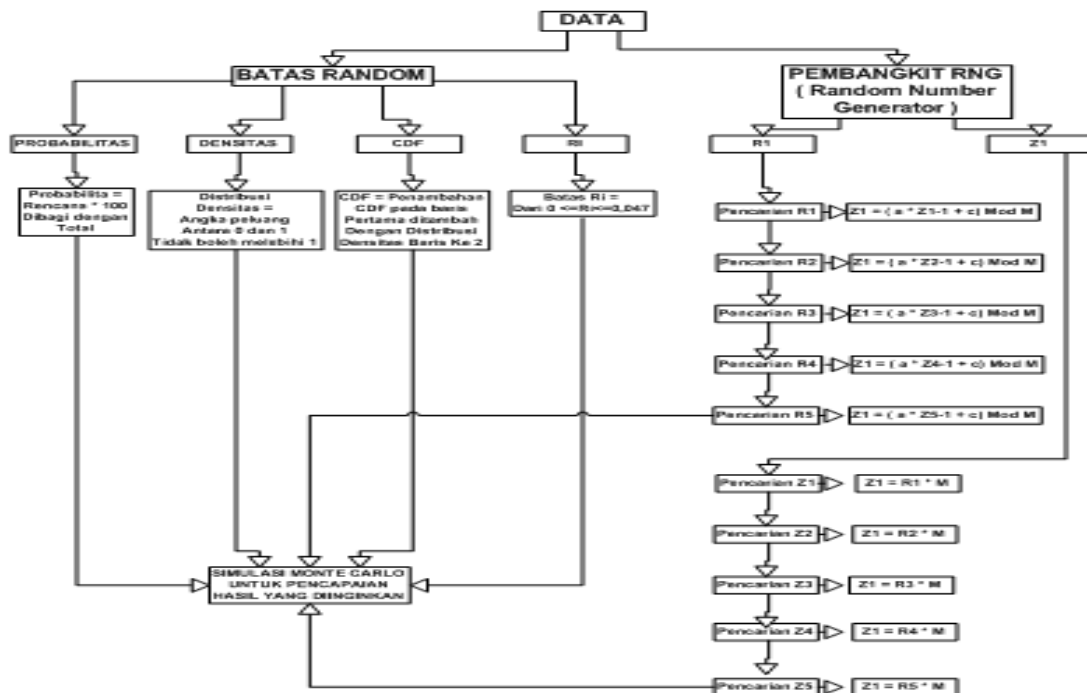 DATA
BATAS RANDOM
PEMBANGKIT RNG
( Random Number
Generator )
PROBABILITAS
DENSITAS
CDF
RI
R1
Z1
Probabilita =
Rencana * 100
Dibagi dengan
Total
Distribusi
Densitas =
Angka peluang
Antara 0 dan 1
Tidak boleh melebihi 1
CDF = Penambahan
CDF pada baris
Pertama ditambah
Dengan Distribusi
Densitas Baris Ke 2
Batas Ri =
Dari 0 <=Ri<=0,047
Pencarian R1
Z1 = ( a * Z1-1 + c) Mod M
Pencarian R2
Z1 = ( a * Z2-1 + c) Mod M
Pencarian R3
Z1 = ( a * Z3-1 + c) Mod M
Pencarian R4
Z1 = ( a * Z4-1 + c) Mod M
Pencarian R5
Z1 = ( a * Z5-1 + c) Mod M
Pencarian Z1
Z1 = R1 * M
Pencarian Z2
Z1 = R2 * M
Pencarian Z3
Z1 = R3 * M
Pencarian Z4
Z1 = R4 * M
Pencarian Z5
Z1 = R5 * M
SIMULASI MONTE CARLO
UNTUK PENCAPAIAN
HASIL YANG DIINGINKAN